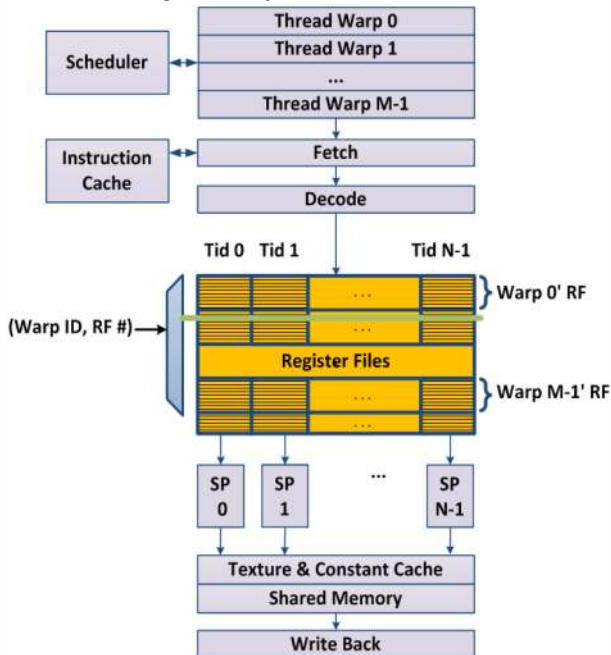 Thread Warp 0
Thread Warp 1
...
Thread Warp M-1
Scheduler
Instruction
Cache
Fetch
Decode
Tid 0 Tid 1 Tid N-1
... Warp 0' RF
(Warp ID, RF #)
...
Register Files
... Warp M-1' RF
...
SP
0
SP
1
...
SP
N-1
Texture & Constant Cache
Shared Memory
Write Back